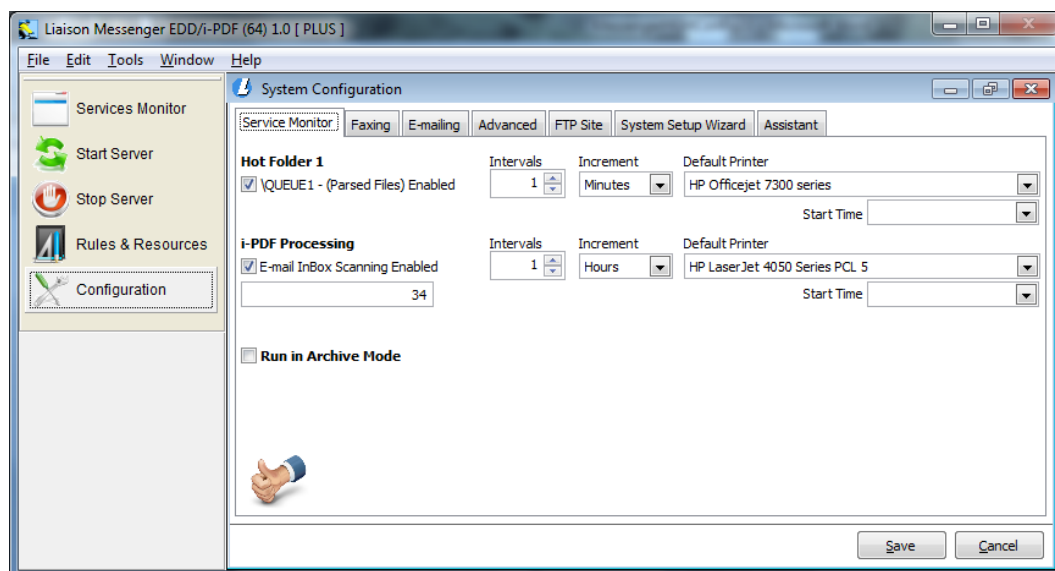 Liaison Messenger EDD/i-PDF (64) 1.0 [ PLUS ]
File Edit Tools Window Help
Services Monitor
Start Server
Stop Server
Rules & Resources
Configuration
System Configuration
Service Monitor Faxing E-mailing Advanced FTP Site System Setup Wizard Assistant
Hot Folder 1 Intervals Increment Default Printer
\QUEUE1 - (Parsed Files) Enabled 1 Minutes HP Officejet 7300 series
Start Time
i-PDF Processing Intervals Increment Default Printer
E-mail InBox Scanning Enabled 1 Hours HP LaserJet 4050 Series PCL 5
34 Start Time
Run in Archive Mode
Save Cancel